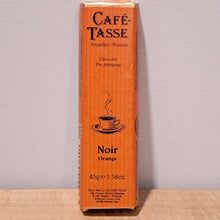 CAFÉ-
TASSE
Bruxelles - Brussels
Chocolat
Fin Artisanal
Noir
Orange
45g℮1.58oz